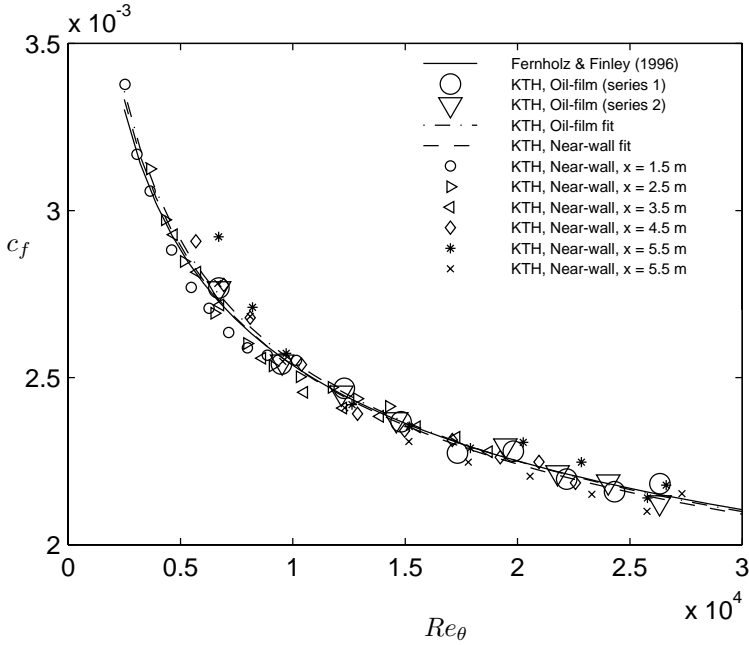 x 10⁻³
3.5
3
2.5
2
c_f
0
0.5
1
1.5
2
2.5
3
x 10⁴
Re_θ
Fernholz & Finley (1996)
KTH, Oil-film (series 1)
KTH, Oil-film (series 2)
KTH, Oil-film fit
KTH, Near-wall fit
KTH, Near-wall, x = 1.5 m
KTH, Near-wall, x = 2.5 m
KTH, Near-wall, x = 3.5 m
KTH, Near-wall, x = 4.5 m
KTH, Near-wall, x = 5.5 m
KTH, Near-wall, x = 5.5 m